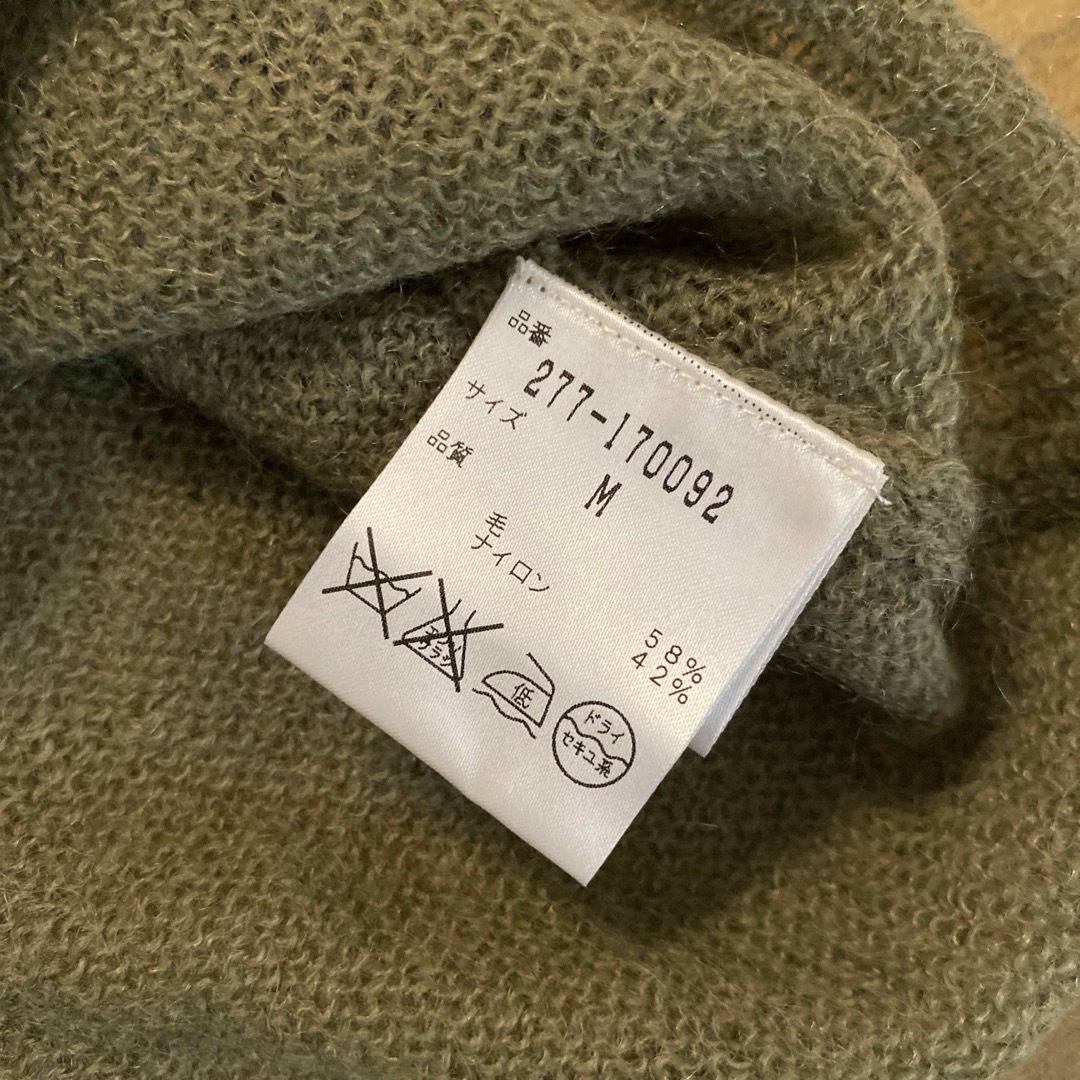 品番
277-170092
サイズ
M
品質
毛 58%
ナイロン 42%
エンソ
サラシ
低
ドライ
セキユ系